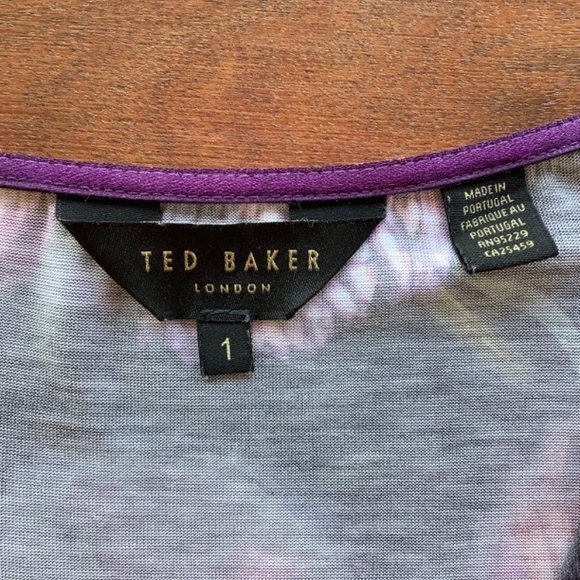 TED BAKER
LONDON
1
MADE IN
PORTUGAL
FABRIQUE AU
PORTUGAL
RN95229
CA25459